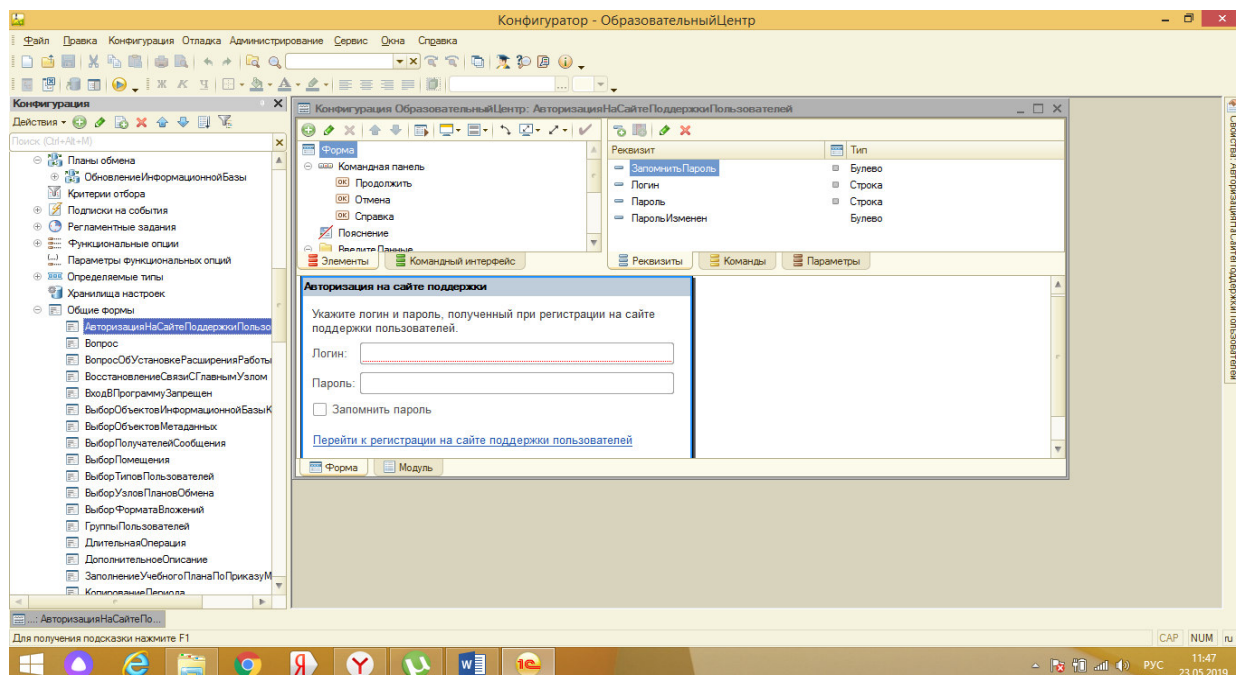 Конфигуратор - ОбразовательныйЦентр
Файл Правка Конфигурация Отладка Администрирование Сервис Окна Справка
Ж К Ч
Конфигурация
Действия
Поиск (Ctrl+Alt+M)
Планы обмена
ОбновлениеИнформационнойБазы
Критерии отбора
Подписки на события
Регламентные задания
Функциональные опции
Параметры функциональных опций
Определяемые типы
Хранилища настроек
Общие формы
АвторизацияНаСайтеПоддержкиПользо
Вопрос
ВопросОбУстановкеРасширенияРаботы
ВосстановлениеСвязиСГлавнымУзлом
ВходВПрограммуЗапрещен
ВыборОбъектовИнформационнойБазыК
ВыборОбъектовМетаданных
ВыборПолучателейСообщения
ВыборПомещения
ВыборТиповПользователей
ВыборУзловПлановОбмена
ВыборФорматаВложений
ГруппыПользователей
ДлительнаяОперация
ДополнительноеОписание
ЗаполнениеУчебногоПланаПоПриказуМ
КопированиеПериода
Конфигурация ОбразовательныйЦентр: АвторизацияНаСайтеПоддержкиПользователей
Форма
Командная панель
Продолжить
Отмена
Справка
Пояснение
ВведитеДанные
Элементы Командный интерфейс
Реквизит Тип
ЗапомнитьПароль Булево
Логин Строка
Пароль Строка
ПарольИзменен Булево
Реквизиты Команды Параметры
Авторизация на сайте поддержки
Укажите логин и пароль, полученный при регистрации на сайте
поддержки пользователей.
Логин:
Пароль:
Запомнить пароль
Перейти к регистрации на сайте поддержки пользователей
Форма Модуль
Свойства: АвторизацияНаСайтеПоддержкиПользователей
...: АвторизацияНаСайтеПо...
Для получения подсказки нажмите F1
CAP NUM ru
РУС
11:47
23.05.2019